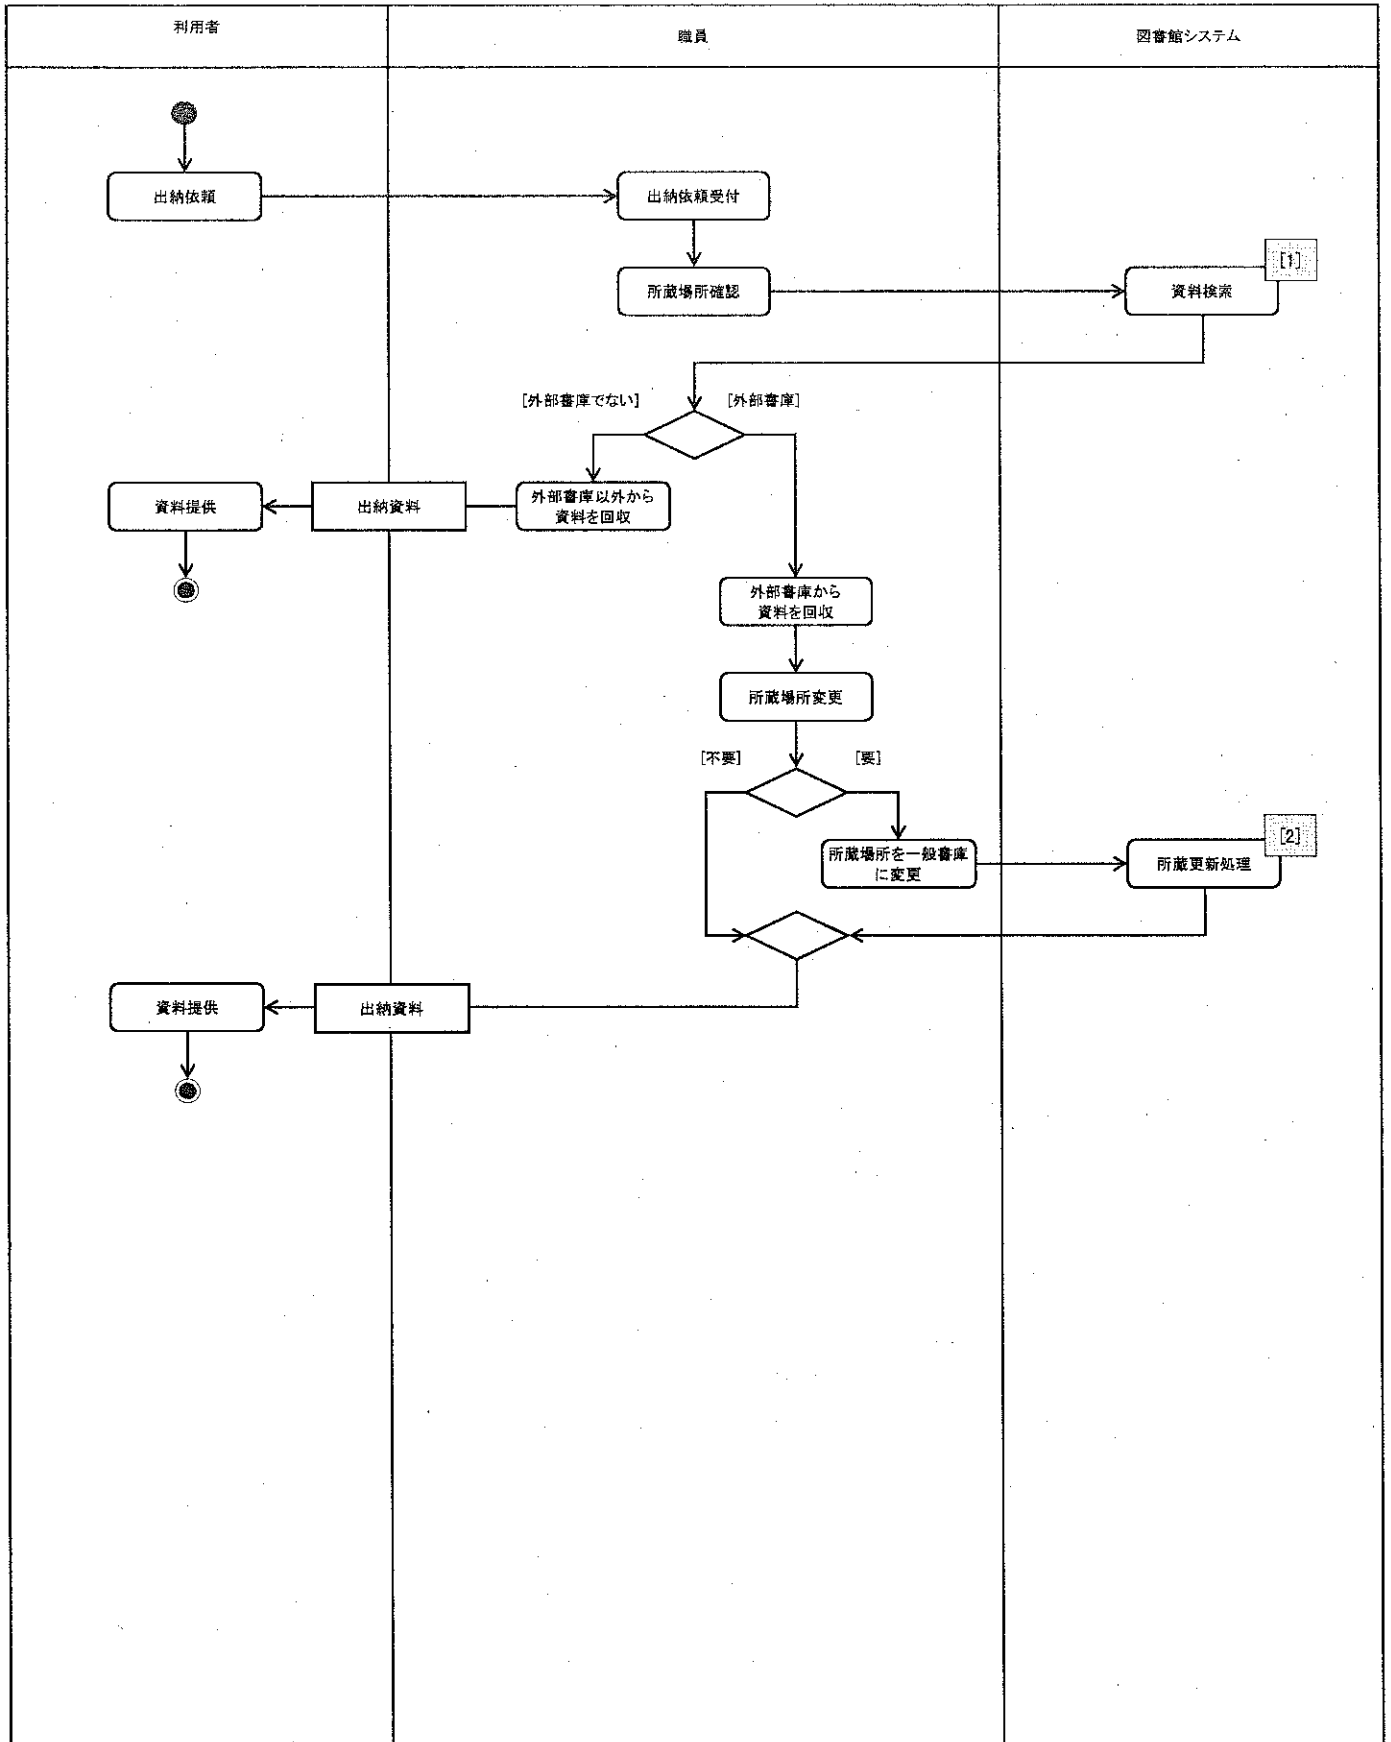 利用者
職員
図書館システム
出納依頼
出納依頼受付
[1]
所蔵場所確認
資料検索
[外部書庫でない]
[外部書庫]
資料提供
出納資料
外部書庫以外から
資料を回収
外部書庫から
資料を回収
所蔵場所変更
[不要]
[要]
[2]
所蔵場所を一般書庫
に変更
所蔵更新処理
資料提供
出納資料